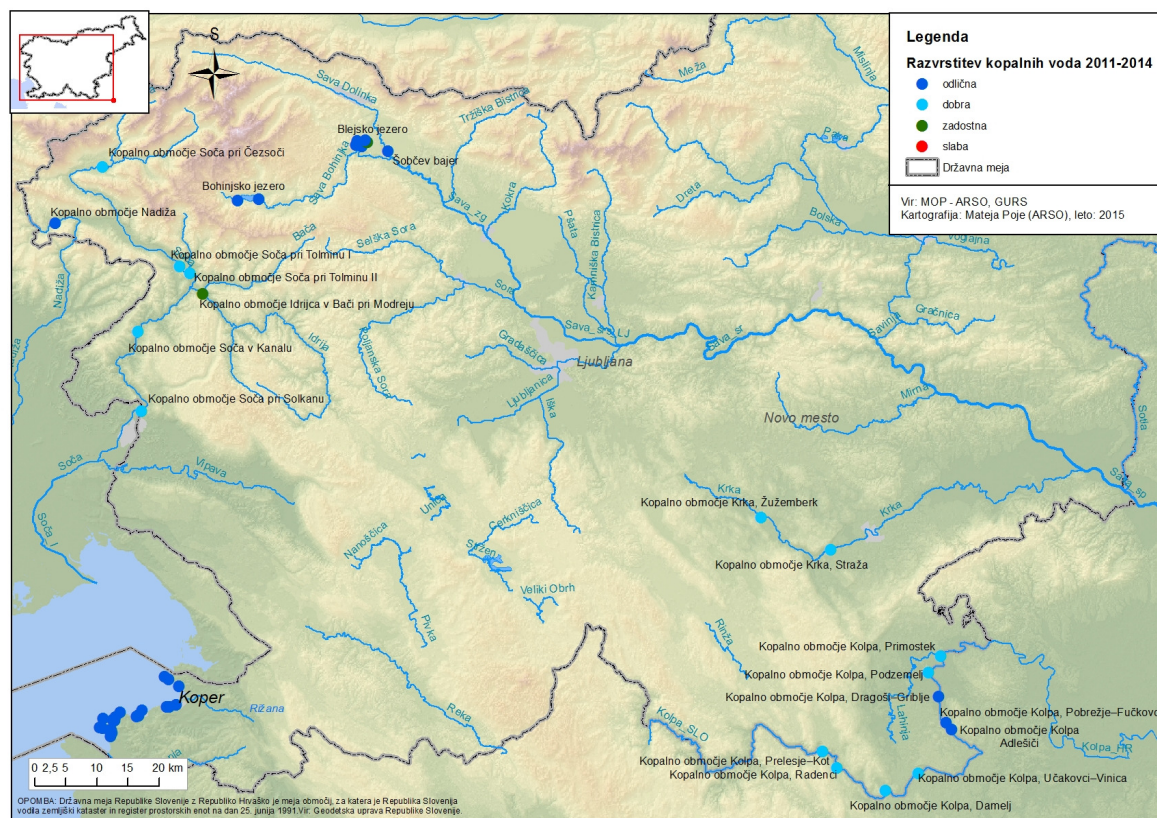 S
Legenda
Razvrstitev kopalnih voda 2011-2014
odlična
dobra
zadostna
slaba
Državna meja
Vir: MOP - ARSO, GURS
Kartografija: Mateja Poje (ARSO), leto: 2015
Sava Dolinka
Meža
Mislinja
Tržiška Bistrica
Blejsko jezero
Paka
Kopalno območje Soča pri Čezsoči
Šobčev bajer
Sava Bohinjka
Kokra
Dreta
Bohinjsko jezero
Kopalno območje Nadiža
Sava_zg
Pšata
Kamniška Bistrica
Bolska
Voglajna
Bača
Selška Sora
Kopalno območje Soča pri Tolminu I
Kopalno območje Soča pri Tolminu II
Nadiža
Kopalno območje Idrijca v Bači pri Modreju
Sora
Gračnica
Savinja
Kopalno območje Soča v Kanalu
Idrija
Poljanska Sora
Sava_srs_LJ
Sava_sr
Gradaščica
Ljubljana
Kopalno območje Soča pri Solkanu
Ljubljanica
Iška
Mirna
Novo mesto
Sotla
Soča
Vipava
Soča_I
Unica
Krka
Kopalno območje Krka, Žužemberk
Krka
Sava_sp
Cerkniščica
Nanoščica
Stržen
Kopalno območje Krka, Straža
Veliki Obrh
Pivka
Rinža
Kopalno območje Kolpa, Primostek
Kopalno območje Kolpa, Podzemelj
Kopalno območje Kolpa, Dragoši–Griblje
Koper
Rižana
Lahinja
Kopalno območje Kolpa, Pobrežje–Fučkovci
Kopalno območje Kolpa
Adlešiči
Reka
Kolpa_SLO
Kolpa_HR
Kopalno območje Kolpa, Prelesje–Kot
Kopalno območje Kolpa, Radenci
Kopalno območje Kolpa, Učakovci–Vinica
Kopalno območje Kolpa, Damelj
0 2,5 5 10 15 20 km
OPOMBA: Državna meja Republike Slovenije z Republiko Hrvaško je meja območij, za katera je Republika Slovenija
vodila zemljiški kataster in register prostorskih enot na dan 25. junija 1991.Vir: Geodetska uprava Republike Slovenije.